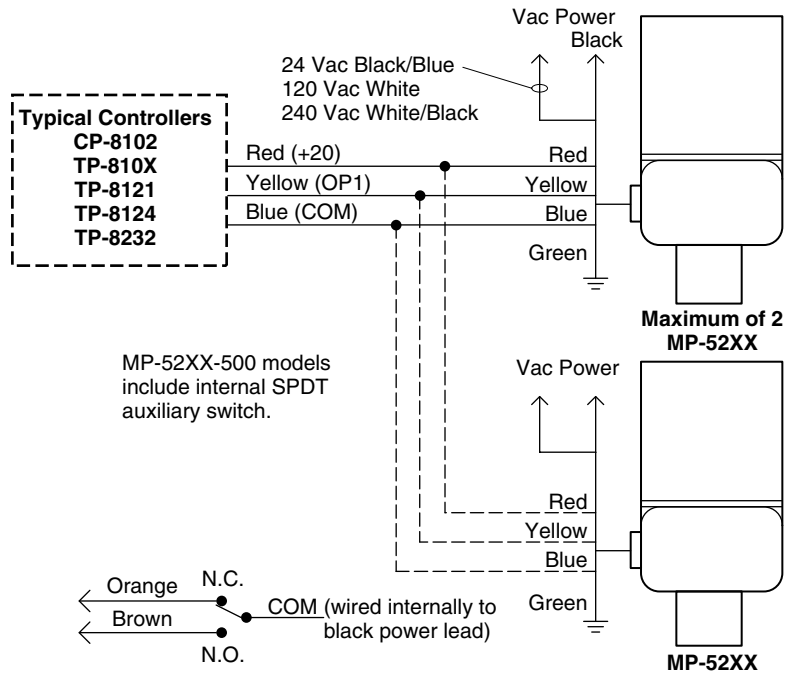 Vac Power
Black
24 Vac Black/Blue
120 Vac White
240 Vac White/Black
Typical Controllers
CP-8102
TP-810X
TP-8121
TP-8124
TP-8232
Red (+20)
Yellow (OP1)
Blue (COM)
Red
Yellow
Blue
Green
Maximum of 2
MP-52XX
MP-52XX-500 models
include internal SPDT
auxiliary switch.
Vac Power
Red
Yellow
Blue
Green
MP-52XX
Orange
N.C.
Brown
N.O.
COM (wired internally to
black power lead)